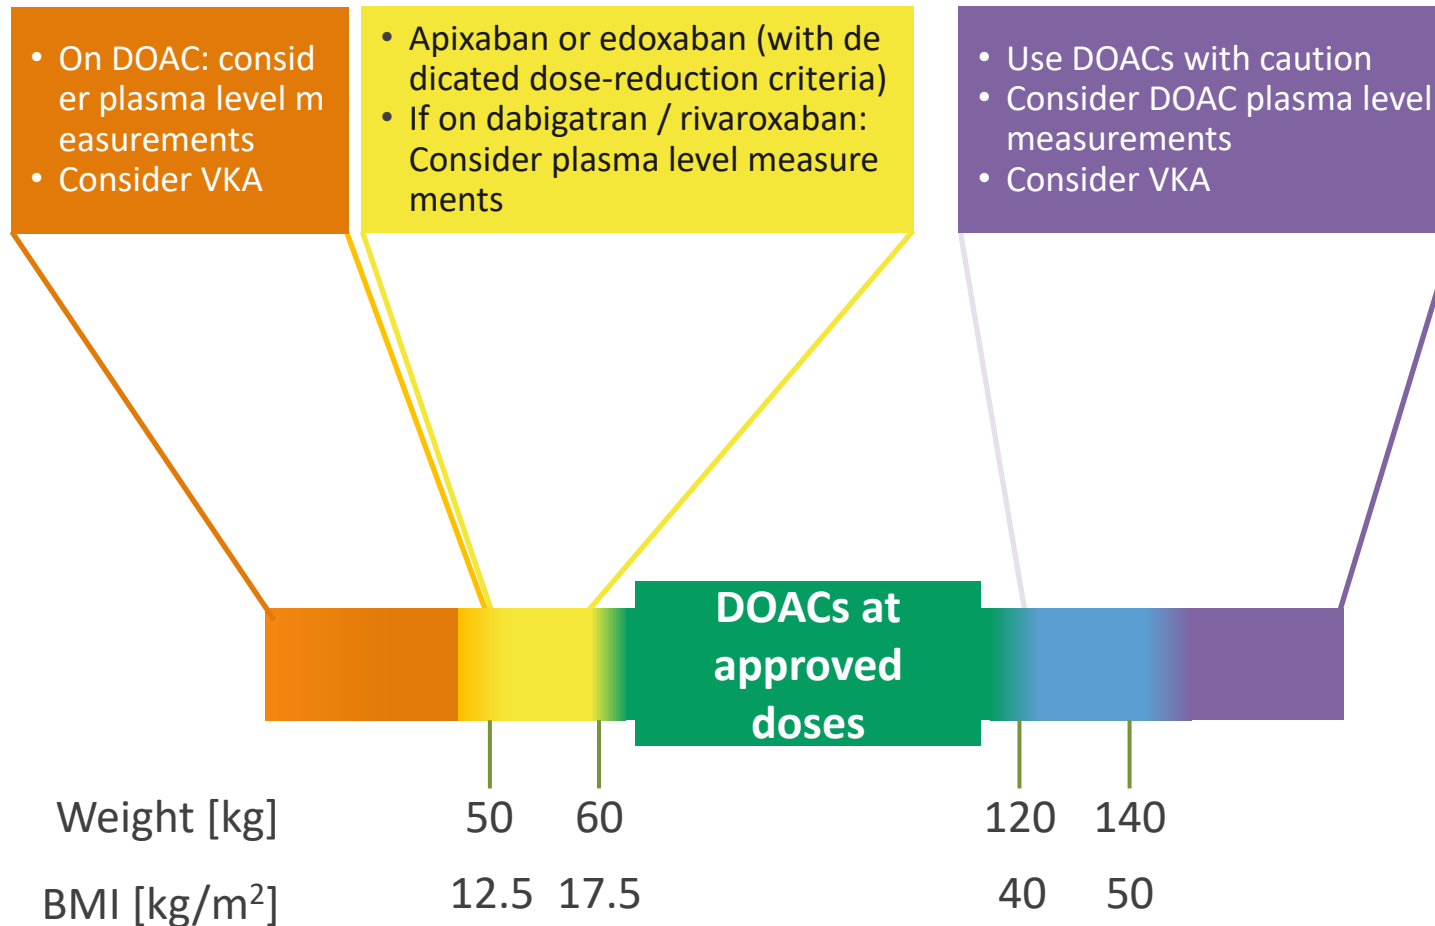 • On DOAC: consid
er plasma level m
easurements
• Consider VKA
• Apixaban or edoxaban (with de
dicated dose-reduction criteria)
• If on dabigatran / rivaroxaban:
Consider plasma level measure
ments
• Use DOACs with caution
• Consider DOAC plasma level
measurements
• Consider VKA
DOACs at
approved
doses
Weight [kg] 50 60 120 140
BMI [kg/m²] 12.5 17.5 40 50